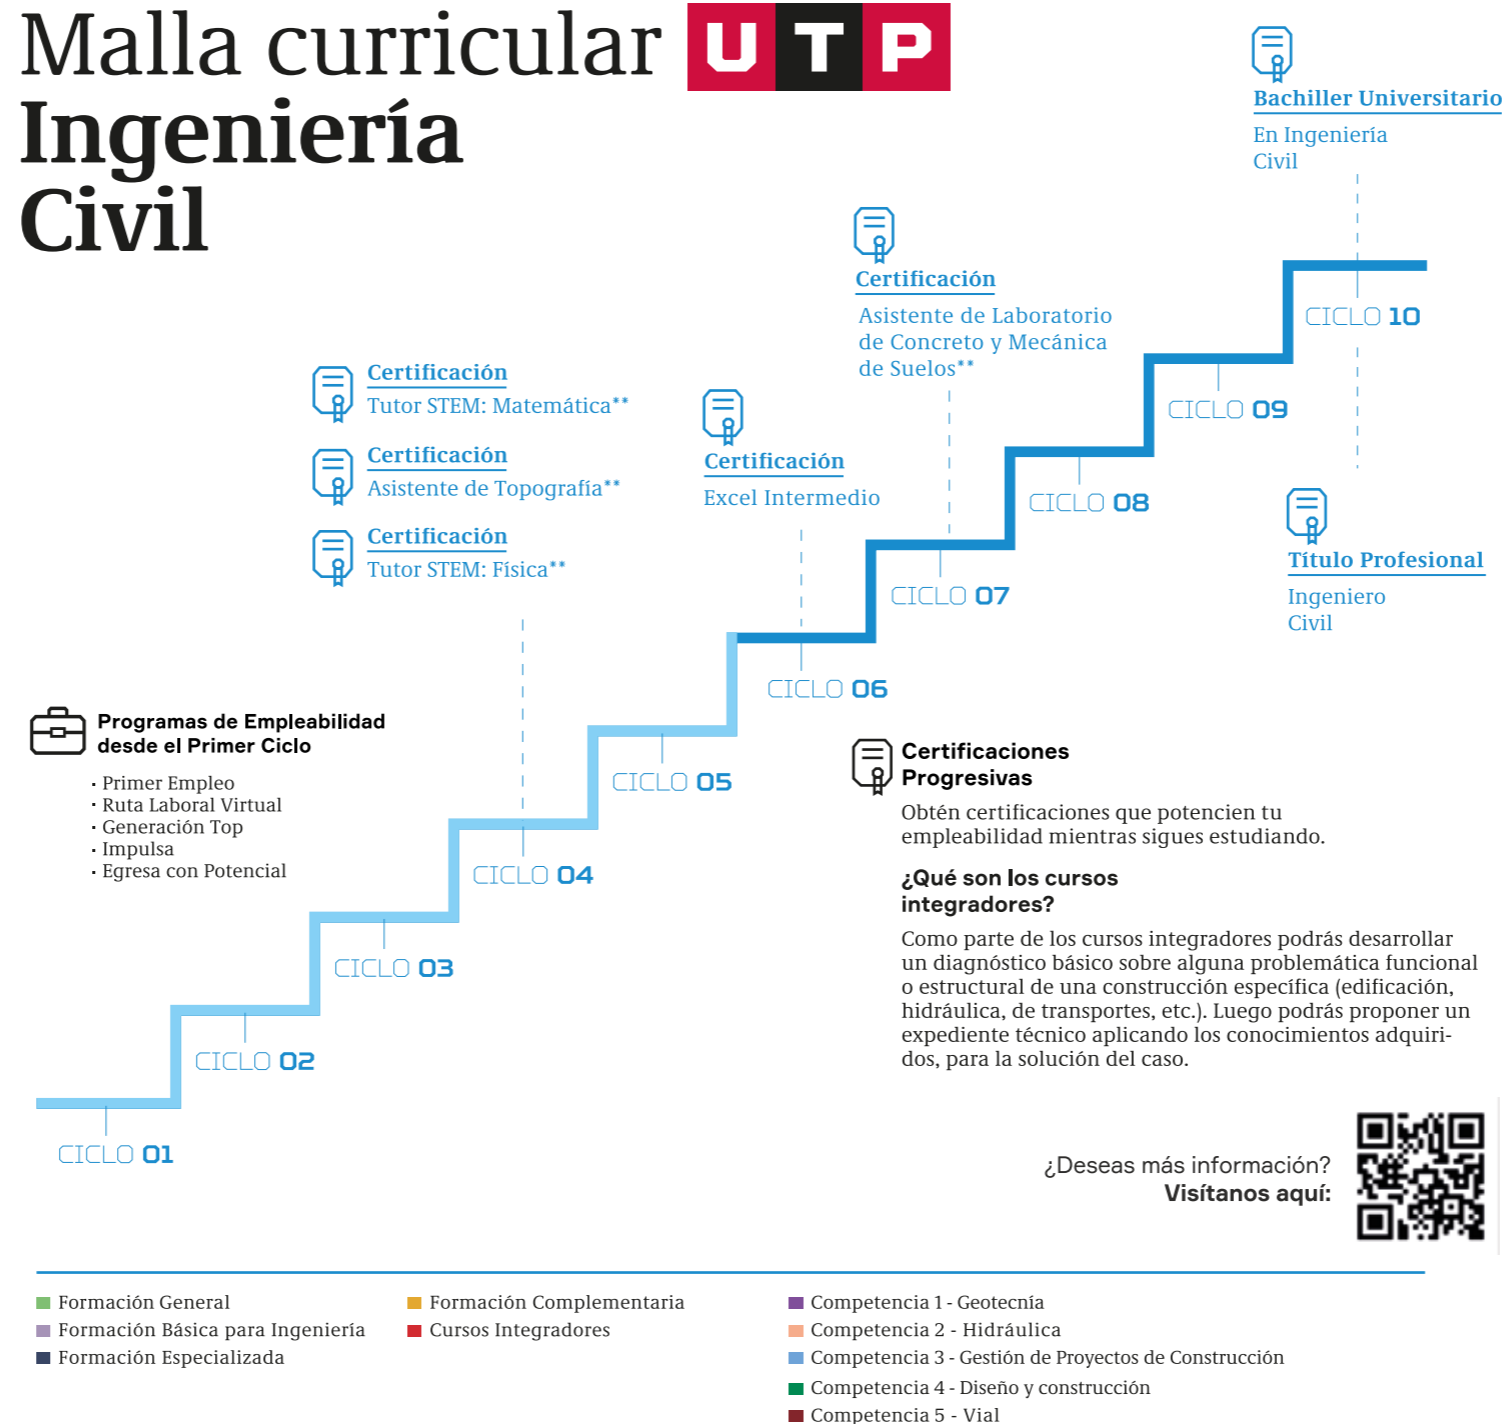 Malla curricular UTP
Ingeniería
Civil
Bachiller Universitario
En Ingeniería
Civil
Certificación
Asistente de Laboratorio
de Concreto y Mecánica
de Suelos**
Certificación
Tutor STEM: Matemática**
Certificación
Asistente de Topografía**
Certificación
Tutor STEM: Física**
Certificación
Excel Intermedio
CICLO 10
CICLO 09
CICLO 08
CICLO 07
CICLO 06
CICLO 05
CICLO 04
CICLO 03
CICLO 02
CICLO 01
Título Profesional
Ingeniero
Civil
Programas de Empleabilidad
desde el Primer Ciclo
· Primer Empleo
· Ruta Laboral Virtual
· Generación Top
· Impulsa
· Egresa con Potencial
Certificaciones
Progresivas
Obtén certificaciones que potencien tu
empleabilidad mientras sigues estudiando.
¿Qué son los cursos
integradores?
Como parte de los cursos integradores podrás desarrollar
un diagnóstico básico sobre alguna problemática funcional
o estructural de una construcción específica (edificación,
hidráulica, de transportes, etc.). Luego podrás proponer un
expediente técnico aplicando los conocimientos adquiri-
dos, para la solución del caso.
¿Deseas más información?
Visítanos aquí:
Formación General
Formación Básica para Ingeniería
Formación Especializada
Formación Complementaria
Cursos Integradores
Competencia 1 - Geotecnía
Competencia 2 - Hidráulica
Competencia 3 - Gestión de Proyectos de Construcción
Competencia 4 - Diseño y construcción
Competencia 5 - Vial